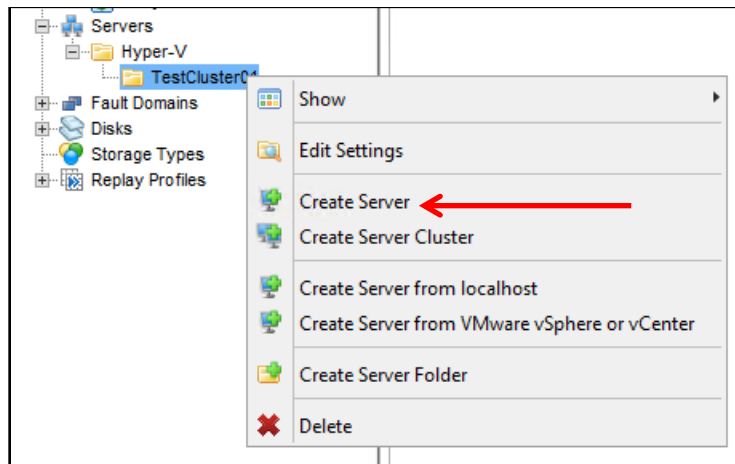 Servers
Hyper-V
TestCluster01
Fault Domains
Disks
Storage Types
Replay Profiles
Show
Edit Settings
Create Server
Create Server Cluster
Create Server from localhost
Create Server from VMware vSphere or vCenter
Create Server Folder
Delete